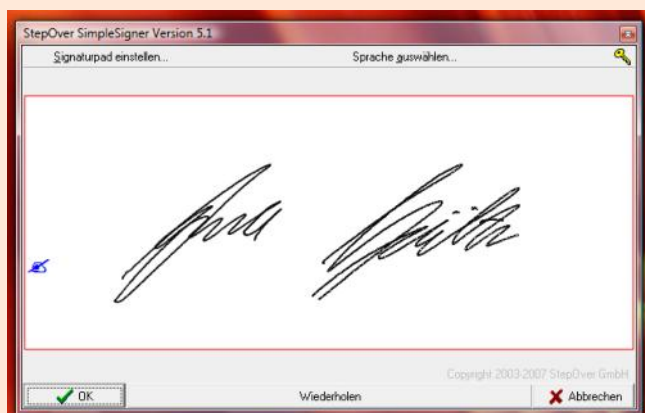 StepOver SimpleSigner Version 5.1
Signaturpad einstellen... Sprache auswählen...
Copyright 2003-2007 StepOver GmbH
OK Wiederholen Abbrechen